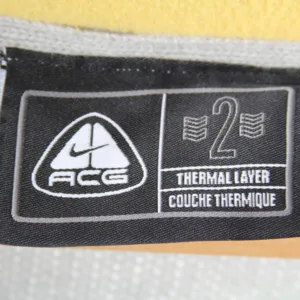 ACG
2
THERMAL LAYER
COUCHE THERMIQUE